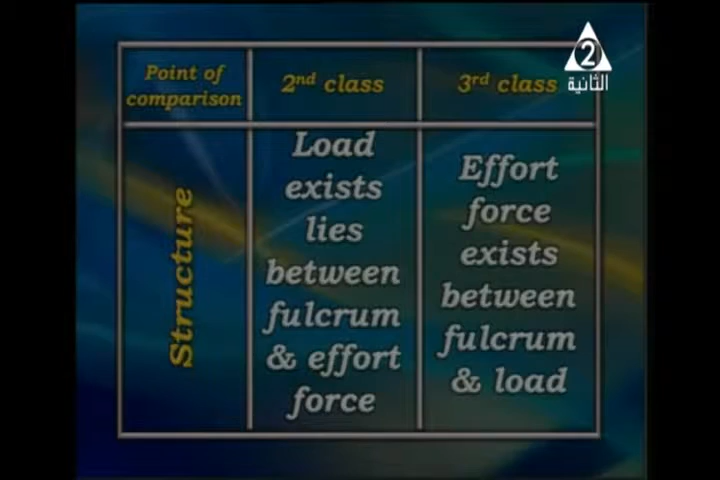 Point of
comparison
2nd class
3rd class
2
الثانية
Structure
Load
exists
lies
between
fulcrum
& effort
force
Effort
force
exists
between
fulcrum
& load